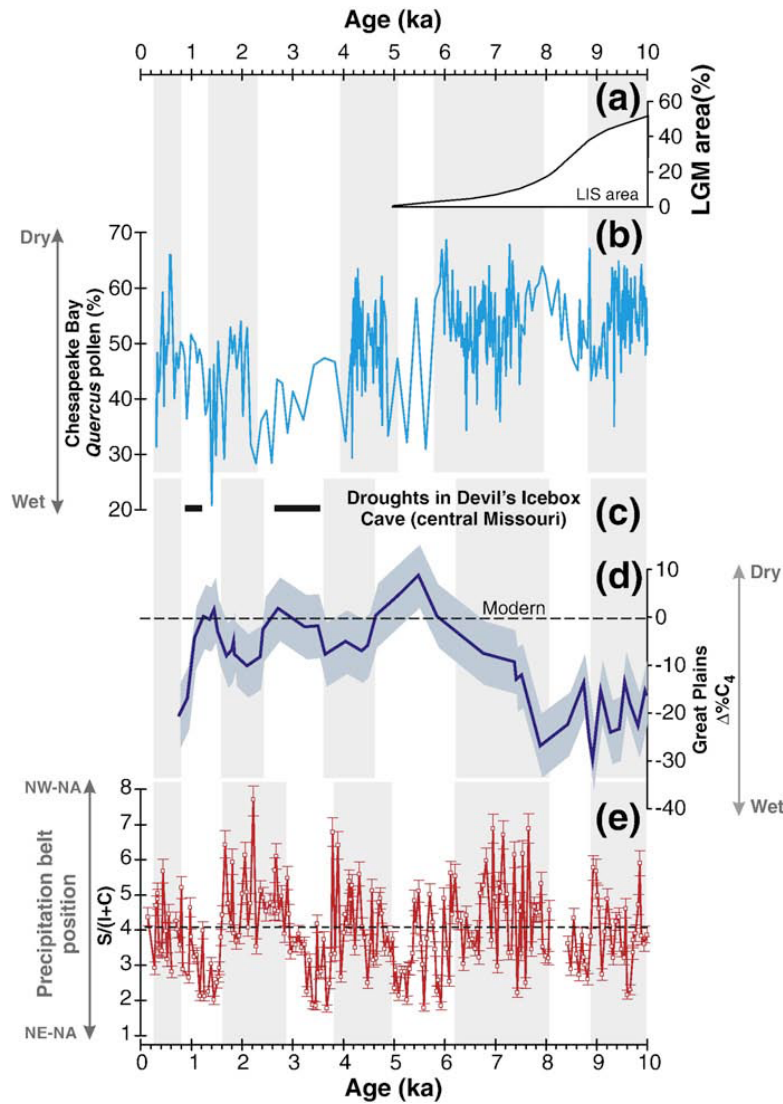 Age (ka)
0 1 2 3 4 5 6 7 8 9 10
(a)
60
40
20
0
LGM area(%)
LIS area
(b)
Dry
Wet
70
60
50
40
30
20
Chesapeake Bay
Quercus pollen (%)
Droughts in Devil's Icebox
Cave (central Missouri)
(c)
(d)
Modern
10
0
-10
-20
-30
-40
Great Plains
Δ%C₄
Dry
Wet
(e)
NW-NA
NE-NA
Precipitation belt
position
S/(I+C)
8
7
6
5
4
3
2
1
0 1 2 3 4 5 6 7 8 9 10
Age (ka)